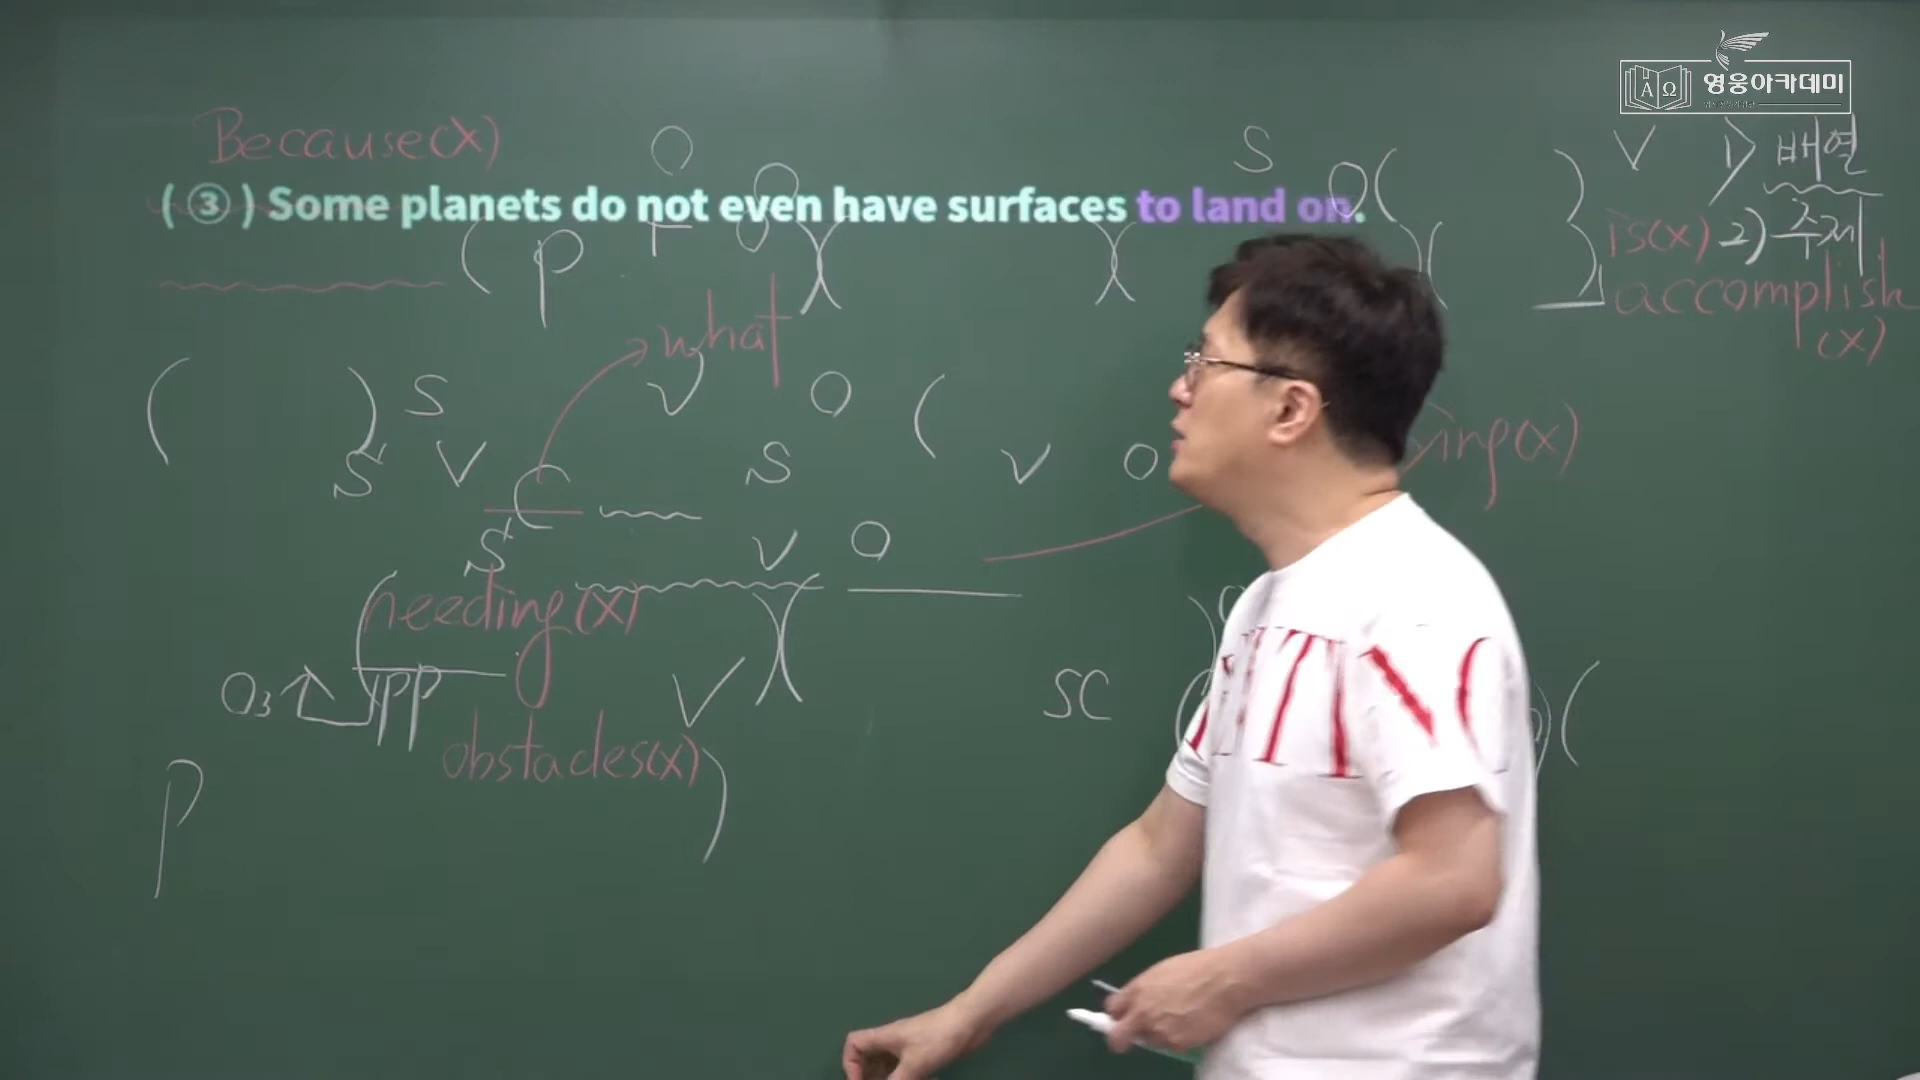 영웅아카데미
Because(x)
O S V 1) 배열
( ③ ) Some planets do not even have surfaces to land on.
is(x) 2) 주제
P
what
accomplish
(x)
S V O
ing(x)
S' V C S V O
S' V O
needing(x)
O3 PP V SC
obstacles(x)
P